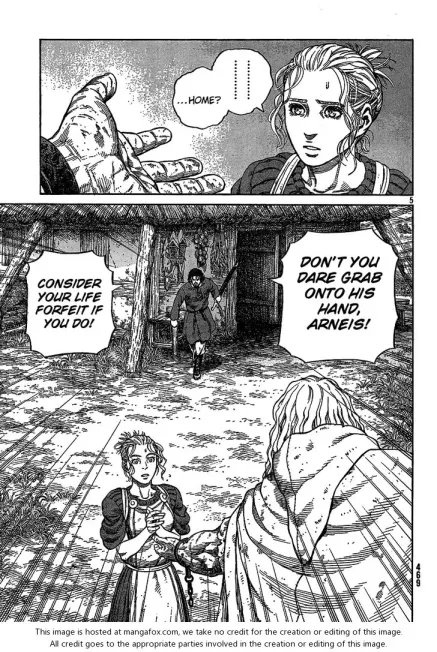 ...HOME?
5
DON'T YOU
DARE GRAB
ONTO HIS
HAND,
ARNEIS!
CONSIDER
YOUR LIFE
FORFEIT IF
YOU DO!
469
This image is hosted at mangafox.com, we take no credit for the creation or editing of this image.
All credit goes to the appropriate parties involved in the creation or editing of this image.